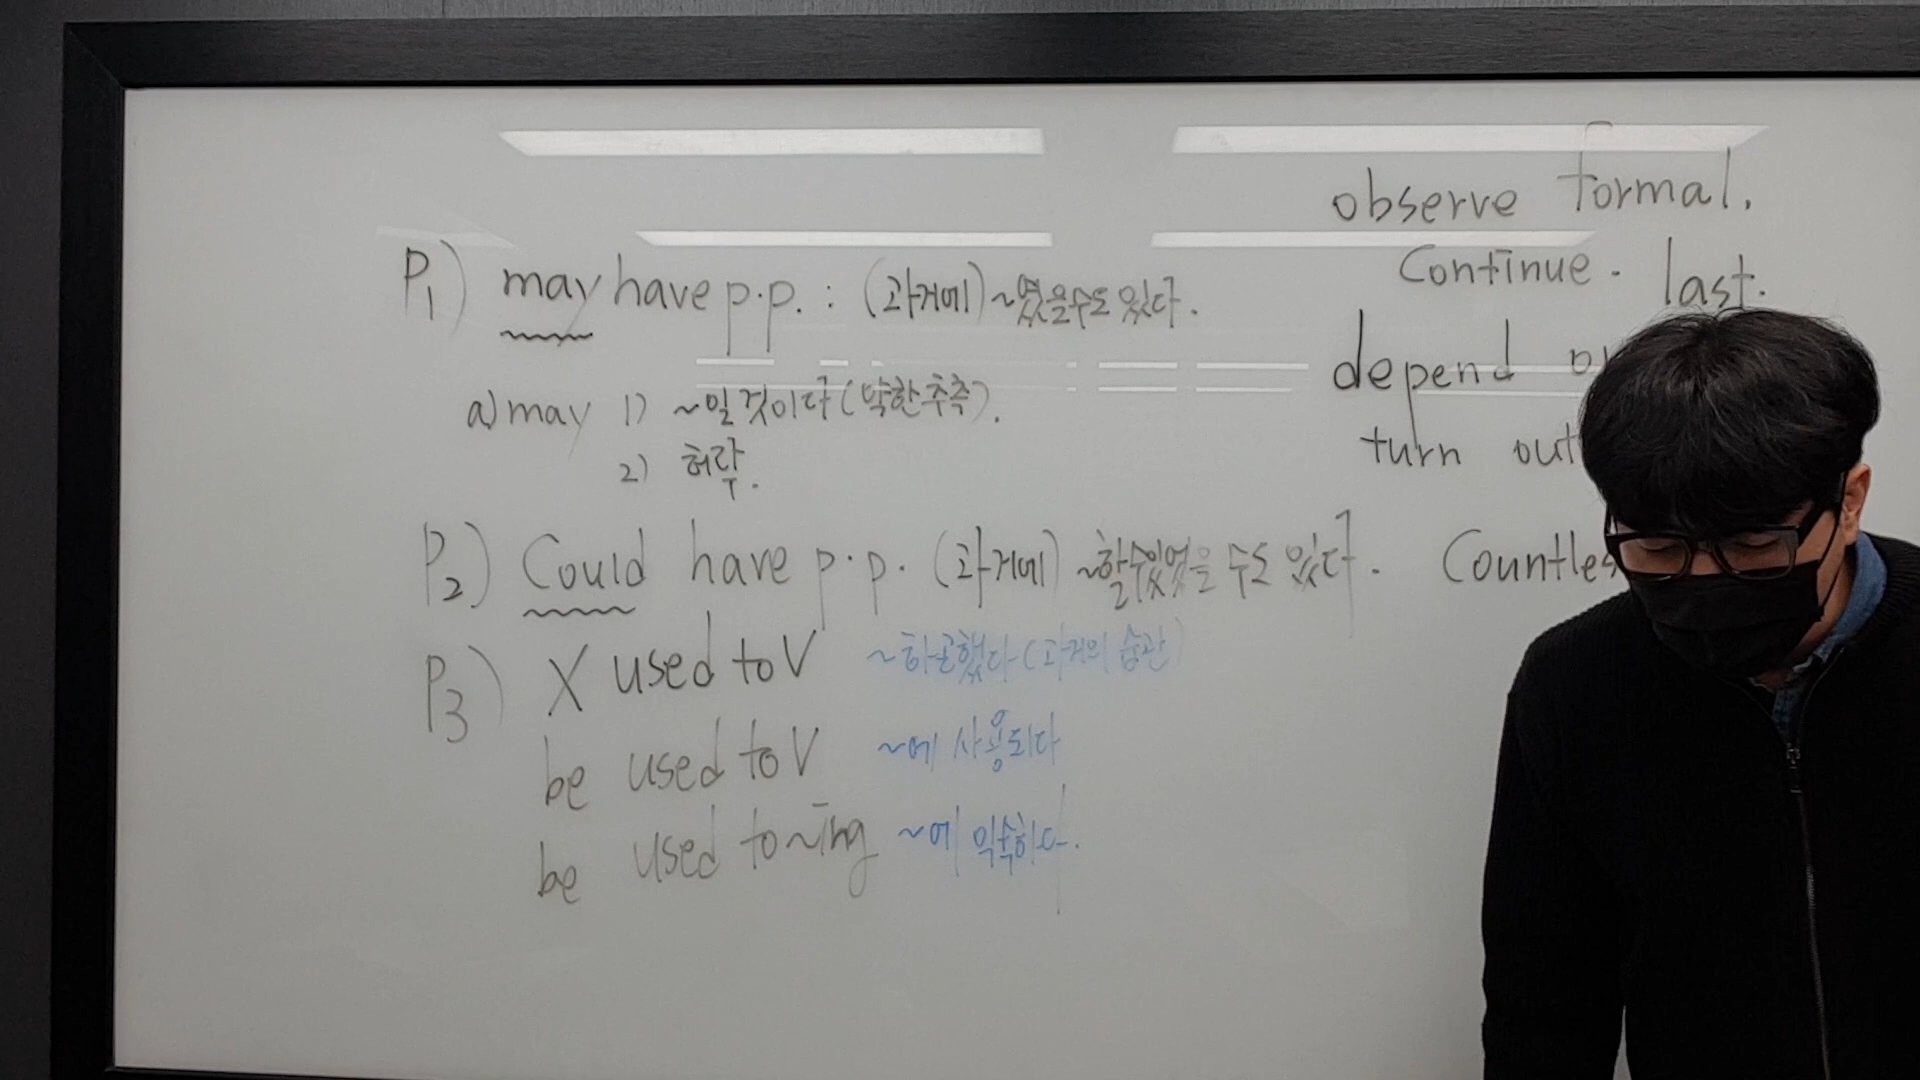 observe formal.
continue. last.
P1) may have p.p. : (과거에) ~였을수도 있다.
depend
a) may 1) ~일 것이다 (약한 추측).
turn out
2) 허락.
P2) Could have p.p. (과거에) ~할수있었을 수도 있다.
P3) X used to V ~하곤했다 (과거의 습관)
be used to V ~에 사용되다
be used to ~ing ~에 익숙하다.